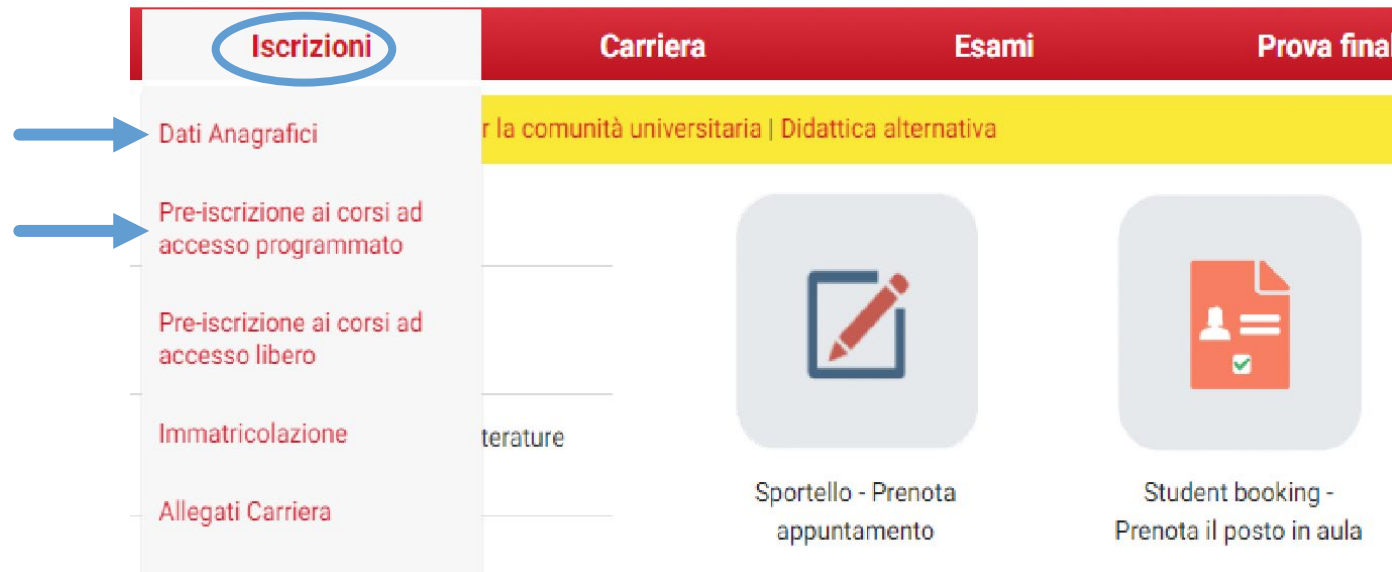 Iscrizioni
Carriera
Esami
Prova final
Dati Anagrafici
r la comunità universitaria | Didattica alternativa
Pre-iscrizione ai corsi ad
accesso programmato
Pre-iscrizione ai corsi ad
accesso libero
Immatricolazione
terature
Allegati Carriera
Sportello - Prenota
appuntamento
Student booking -
Prenota il posto in aula